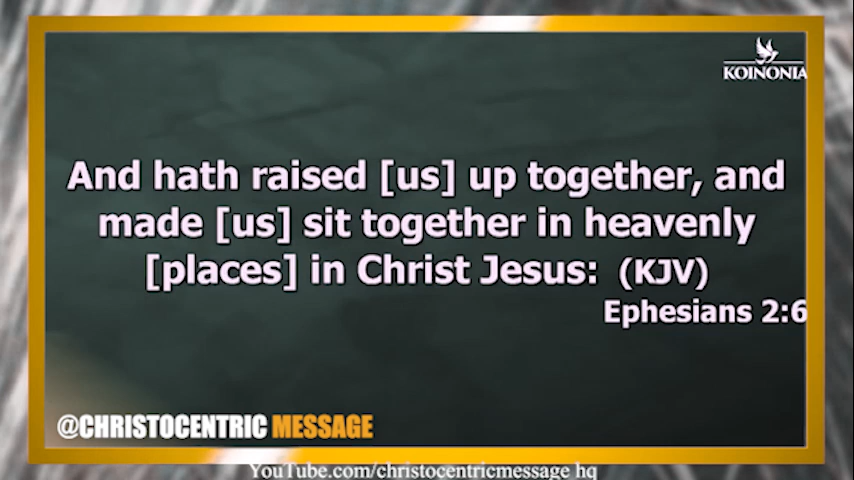 KOINONIA
And hath raised [us] up together, and
made [us] sit together in heavenly
[places] in Christ Jesus: (KJV)
Ephesians 2:6
@CHRISTOCENTRIC MESSAGE
YouTube.com/christocentricmessage hq